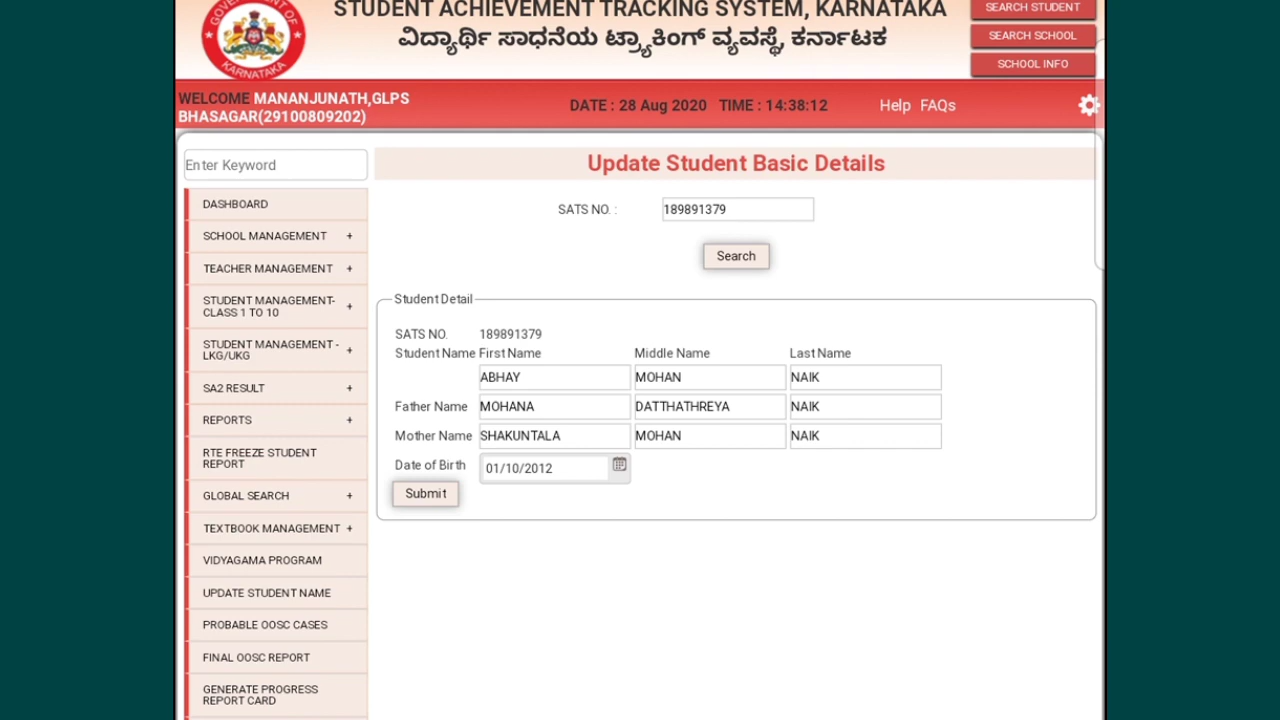 STUDENT ACHIEVEMENT TRACKING SYSTEM, KARNATAKA
ವಿದ್ಯಾರ್ಥಿ ಸಾಧನೆಯ ಟ್ರ್ಯಾಕಿಂಗ್ ವ್ಯವಸ್ಥೆ, ಕರ್ನಾಟಕ
GOVERNMENT OF
KARNATAKA
SEARCH STUDENT
SEARCH SCHOOL
SCHOOL INFO
WELCOME MANANJUNATH,GLPS
BHASAGAR(29100809202)
DATE : 28 Aug 2020 TIME : 14:38:12
Help FAQs
Enter Keyword
DASHBOARD
SCHOOL MANAGEMENT +
TEACHER MANAGEMENT +
STUDENT MANAGEMENT- +
CLASS 1 TO 10
STUDENT MANAGEMENT - +
LKG/UKG
SA2 RESULT +
REPORTS +
RTE FREEZE STUDENT
REPORT
GLOBAL SEARCH +
TEXTBOOK MANAGEMENT +
VIDYAGAMA PROGRAM
UPDATE STUDENT NAME
PROBABLE OOSC CASES
FINAL OOSC REPORT
GENERATE PROGRESS
REPORT CARD
Update Student Basic Details
SATS NO. : 189891379
Search
Student Detail
SATS NO. 189891379
Student Name First Name Middle Name Last Name
ABHAY MOHAN NAIK
Father Name MOHANA DATTHATHREYA NAIK
Mother Name SHAKUNTALA MOHAN NAIK
Date of Birth 01/10/2012
Submit